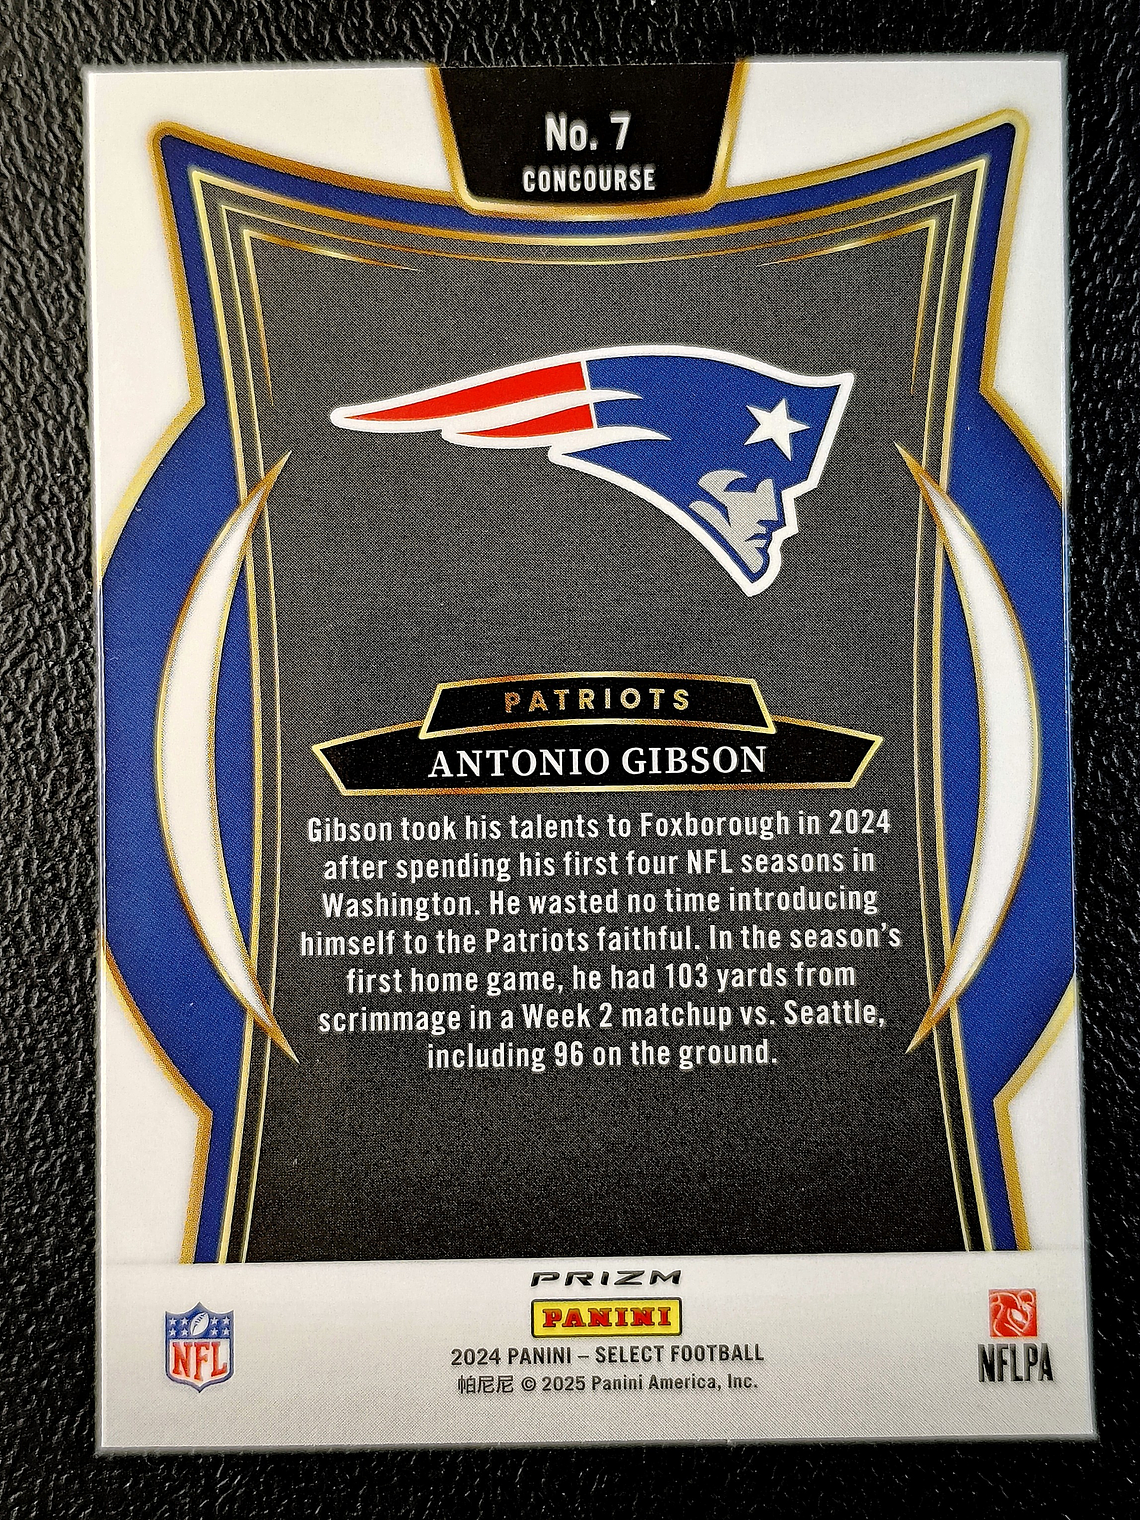 No. 7
CONCOURSE
PATRIOTS
ANTONIO GIBSON
Gibson took his talents to Foxborough in 2024
after spending his first four NFL seasons in
Washington. He wasted no time introducing
himself to the Patriots faithful. In the season's
first home game, he had 103 yards from
scrimmage in a Week 2 matchup vs. Seattle,
including 96 on the ground.
PRIZM
PANINI
NFL
NFLPA
2024 PANINI – SELECT FOOTBALL
帕尼尼 © 2025 Panini America, Inc.